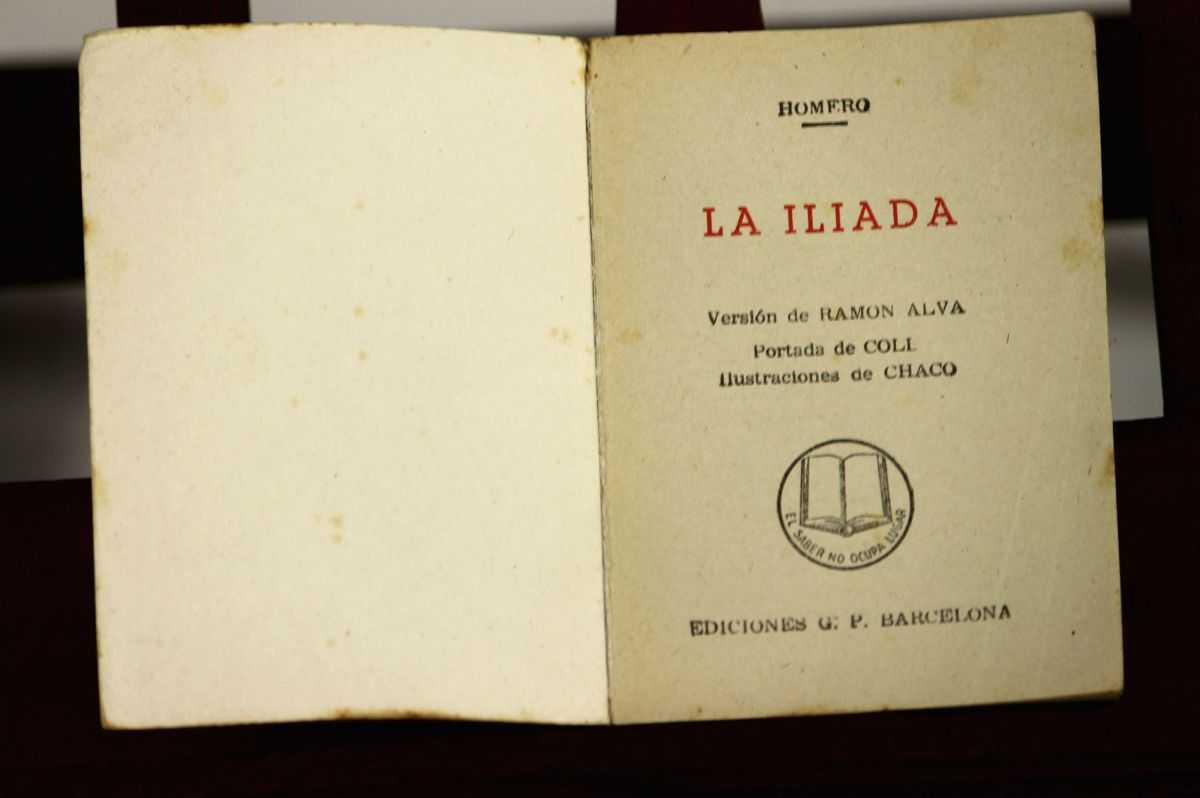 HOMERO
LA ILIADA
Versión de RAMON ALVA
Portada de COLL
Ilustraciones de CHACO
EL SABER NO OCUPA LUGAR
EDICIONES G. P. BARCELONA